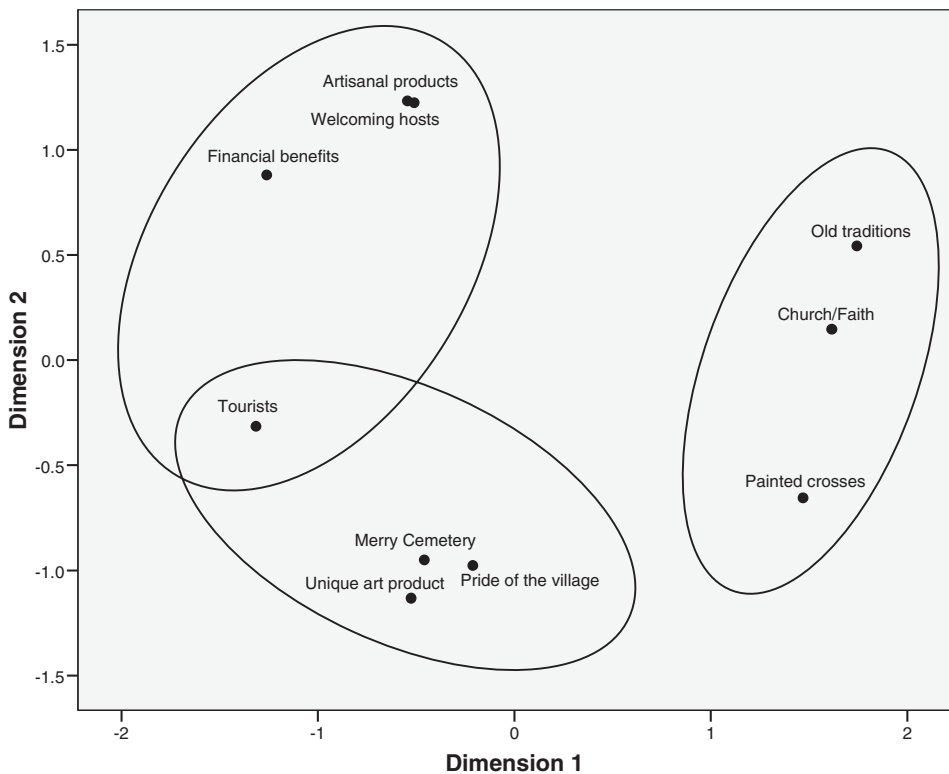 1.5
1.0
0.5
0.0
-0.5
-1.0
-1.5
Dimension 2
Artisanal products
Welcoming hosts
Financial benefits
Old traditions
Church/Faith
Tourists
Painted crosses
Merry Cemetery
Unique art product
Pride of the village
-2
-1
0
1
2
Dimension 1